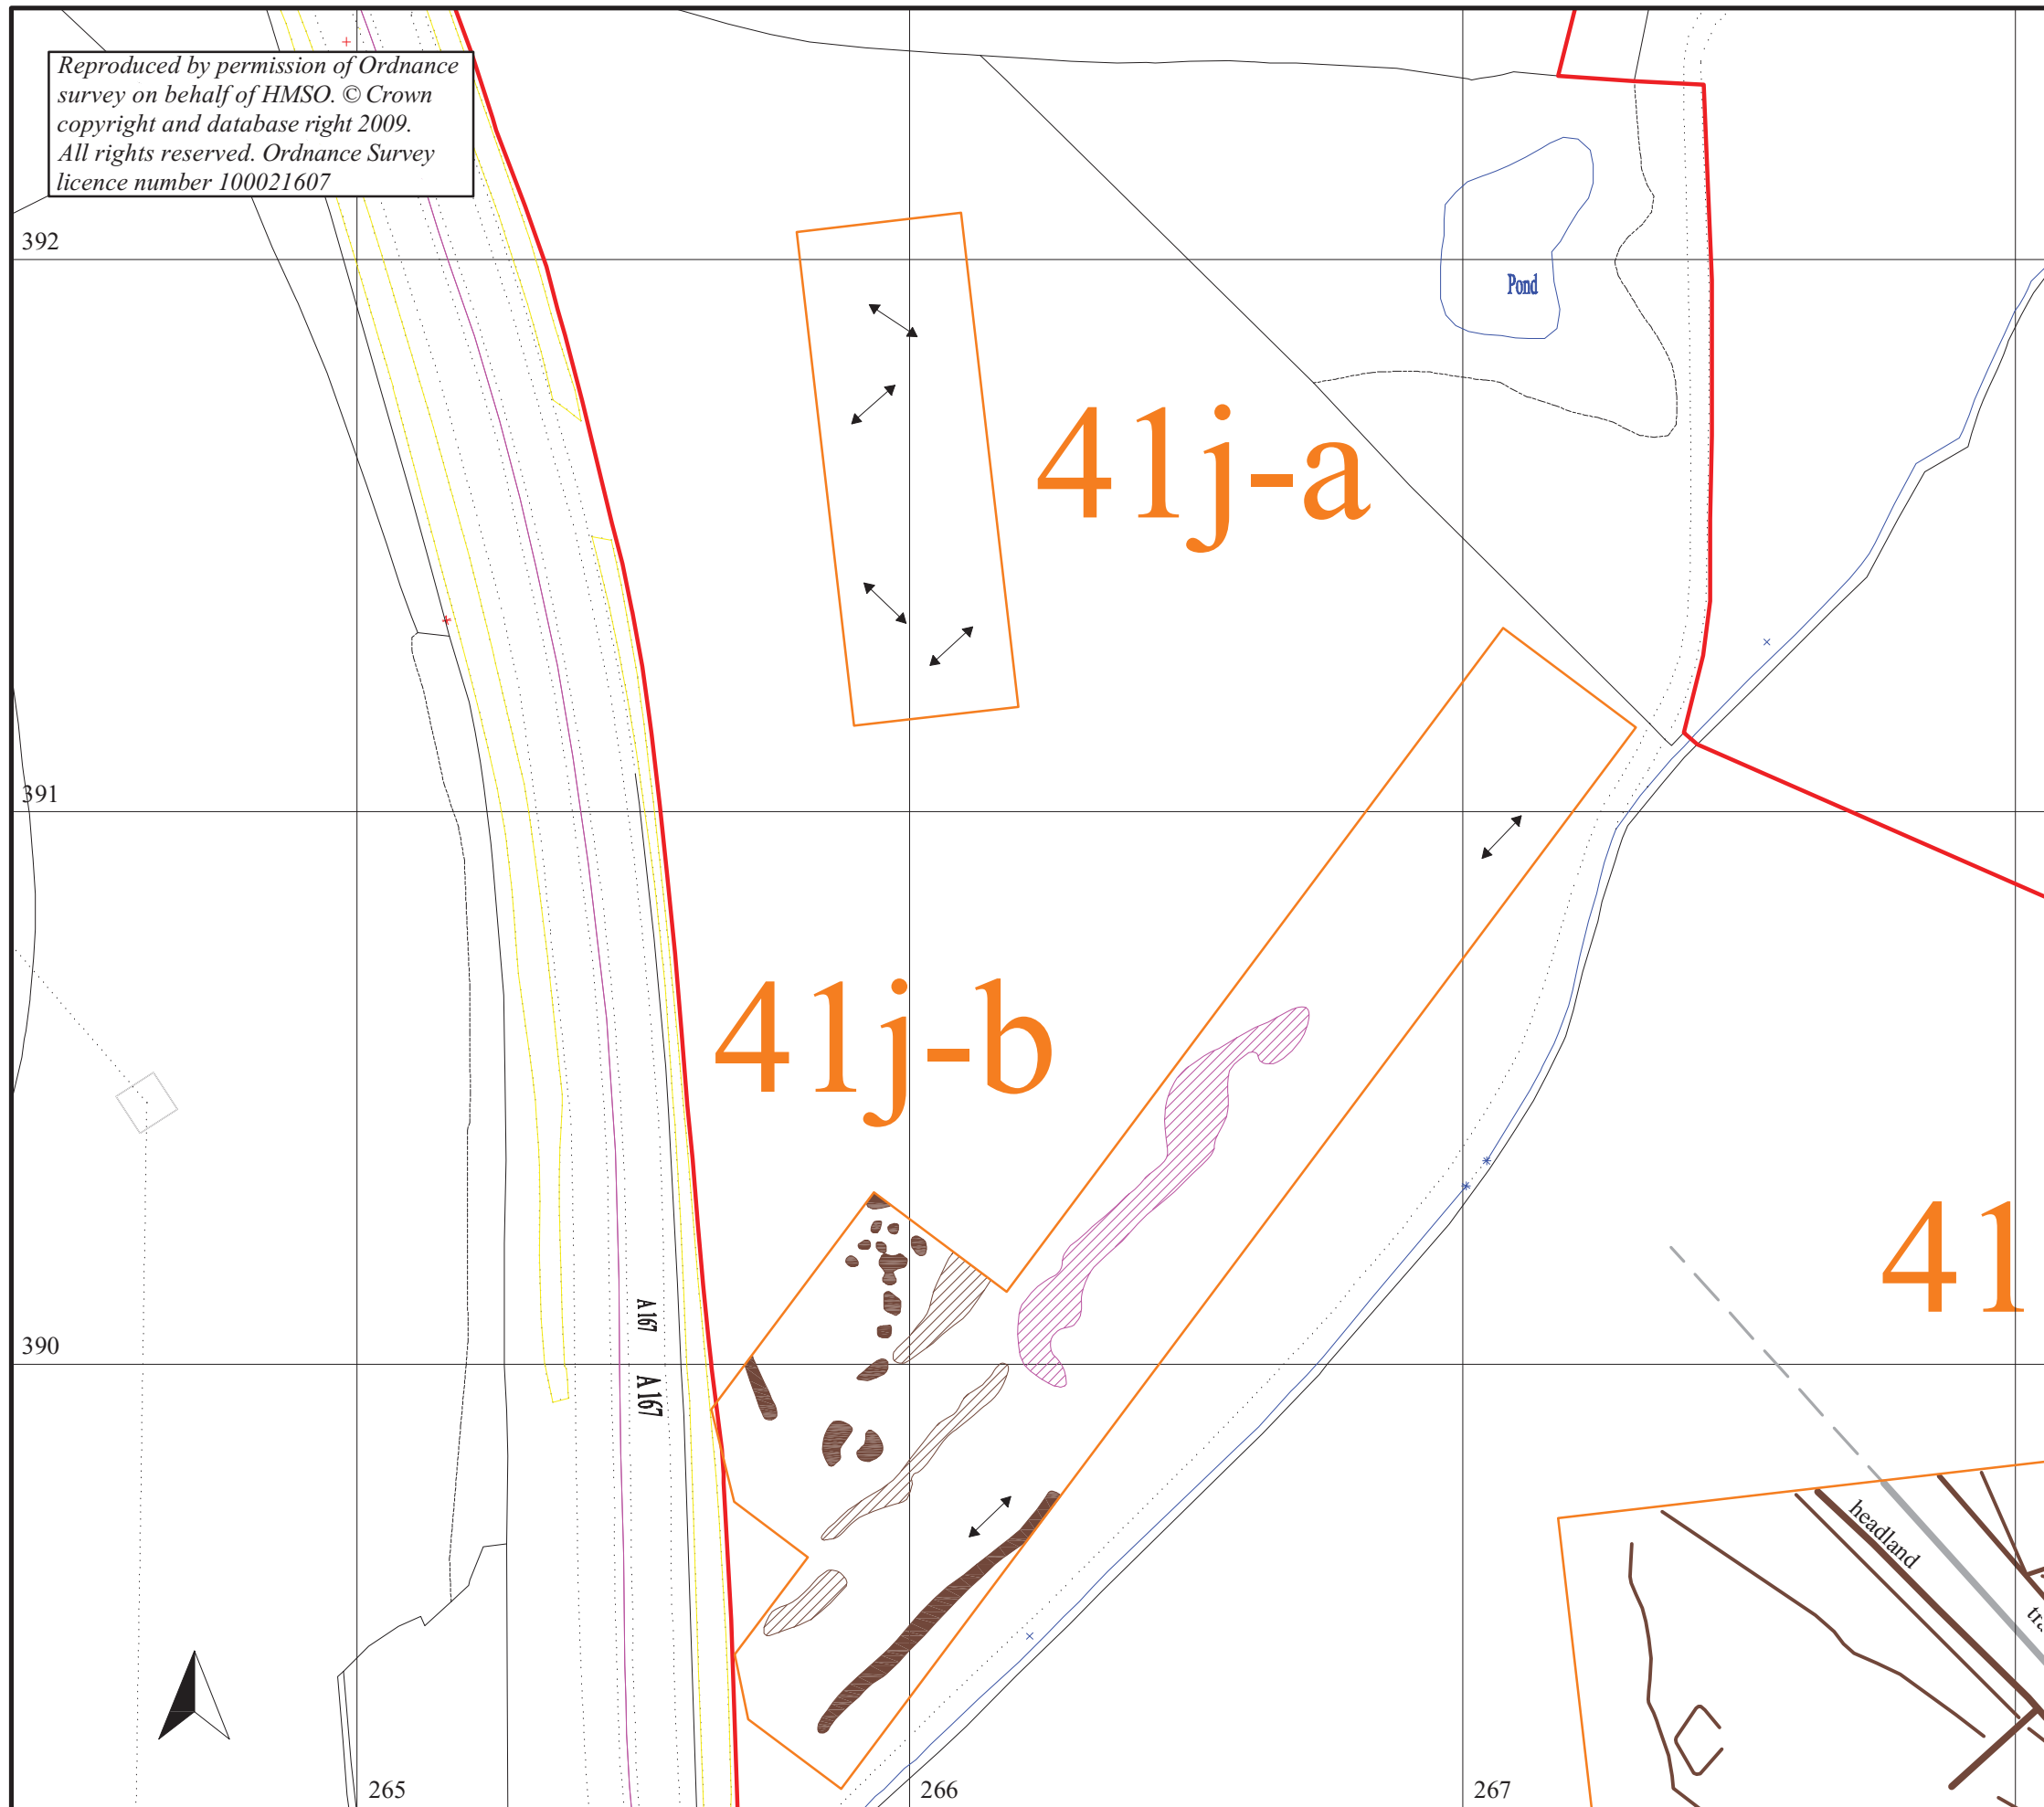 Reproduced by permission of Ordnance
survey on behalf of HMSO. © Crown
copyright and database right 2009.
All rights reserved. Ordnance Survey
licence number 100021607
392
Pond
41j-a
391
41j-b
41
A 167
390
A 167
headland
265
266
267